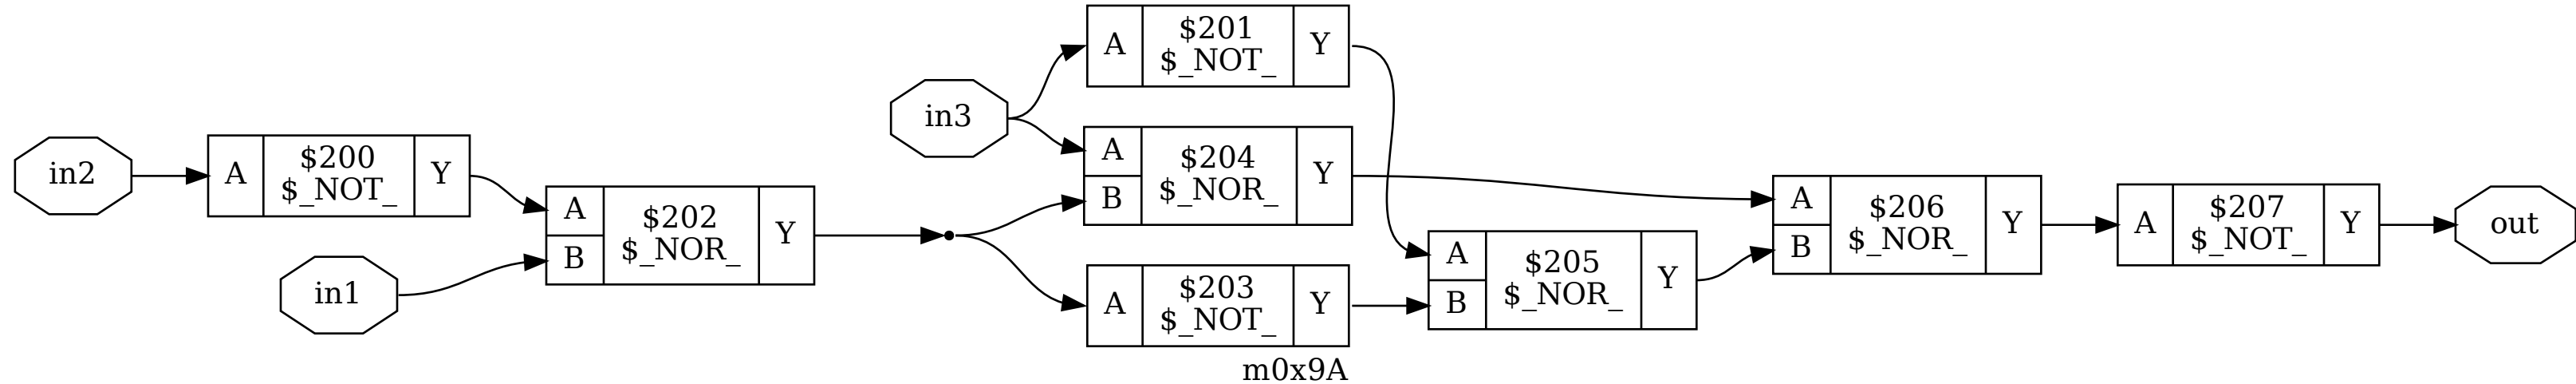 in2
A
$200
$_NOT_
Y
in1
A
B
$202
$_NOR_
Y
in3
A
$201
$_NOT_
Y
A
B
$204
$_NOR_
Y
A
$203
$_NOT_
Y
A
B
$205
$_NOR_
Y
A
B
$206
$_NOR_
Y
A
$207
$_NOT_
Y
out
m0x9A